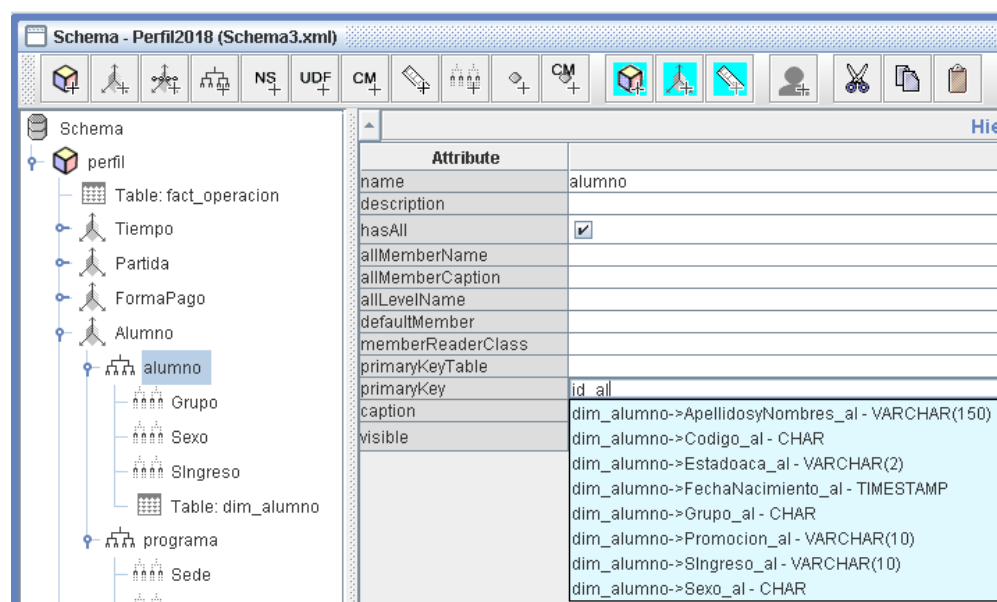 Schema - Perfil2018 (Schema3.xml)
NS UDF CM CM
Schema
perfil
Table: fact_operacion
Tiempo
Partida
FormaPago
Alumno
alumno
Grupo
Sexo
SIngreso
Table: dim_alumno
programa
Sede
Hie
Attribute
name alumno
description
hasAll
allMemberName
allMemberCaption
allLevelName
defaultMember
memberReaderClass
primaryKeyTable
primaryKey id_al
caption
visible
dim_alumno->ApellidosyNombres_al - VARCHAR(150)
dim_alumno->Codigo_al - CHAR
dim_alumno->Estadoaca_al - VARCHAR(2)
dim_alumno->FechaNacimiento_al - TIMESTAMP
dim_alumno->Grupo_al - CHAR
dim_alumno->Promocion_al - VARCHAR(10)
dim_alumno->SIngreso_al - VARCHAR(10)
dim_alumno->Sexo_al - CHAR